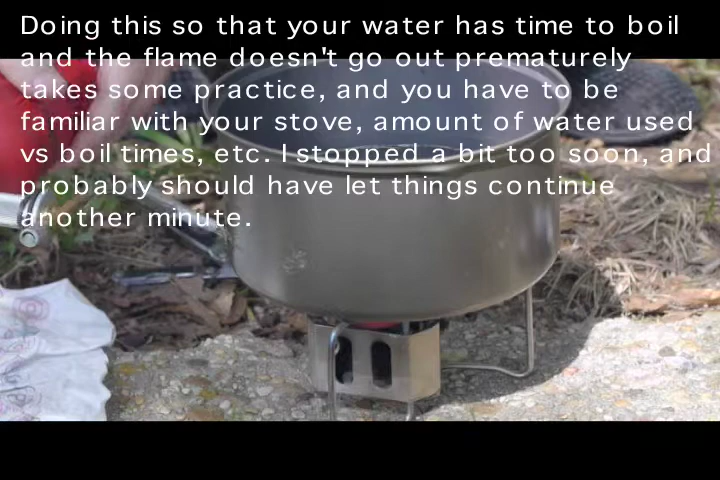 Doing this so that your water has time to boil
and the flame doesn't go out prematurely
takes some practice, and you have to be
familiar with your stove, amount of water used
vs boil times, etc. I stopped a bit too soon, and
probably should have let things continue
another minute.